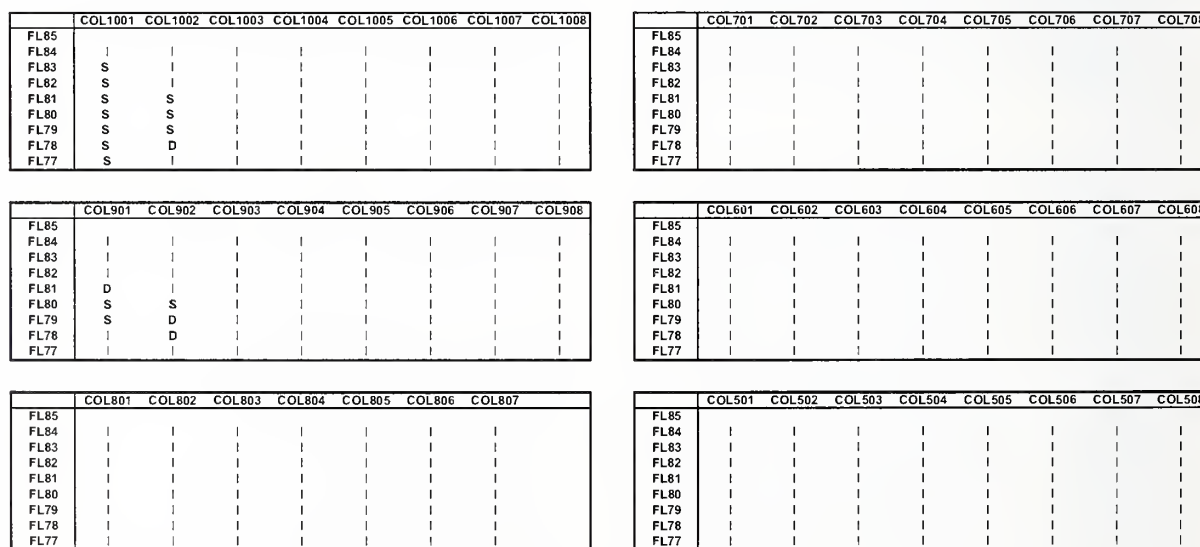 COL1001 COL1002 COL1003 COL1004 COL1005 COL1006 COL1007 COL1008
FL85
FL84 | | | | | | | |
FL83 S | | | | | | |
FL82 S | | | | | | |
FL81 S S | | | | | |
FL80 S S | | | | | |
FL79 S S | | | | | |
FL78 S D | | | | | |
FL77 S | | | | | | |
COL901 COL902 COL903 COL904 COL905 COL906 COL907 COL908
FL85
FL84 | | | | | | | |
FL83 | | | | | | | |
FL82 | | | | | | | |
FL81 D | | | | | | |
FL80 S S | | | | | |
FL79 S D | | | | | |
FL78 | D | | | | | |
FL77 | | | | | | | |
COL801 COL802 COL803 COL804 COL805 COL806 COL807
FL85
FL84 | | | | | | |
FL83 | | | | | | |
FL82 | | | | | | |
FL81 | | | | | | |
FL80 | | | | | | |
FL79 | | | | | | |
FL78 | | | | | | |
FL77 | | | | | | |
COL701 COL702 COL703 COL704 COL705 COL706 COL707 COL708
FL85
FL84 | | | | | | | |
FL83 | | | | | | | |
FL82 | | | | | | | |
FL81 | | | | | | | |
FL80 | | | | | | | |
FL79 | | | | | | | |
FL78 | | | | | | | |
FL77 | | | | | | | |
COL601 COL602 COL603 COL604 COL605 COL606 COL607 COL608
FL85
FL84 | | | | | | | |
FL83 | | | | | | | |
FL82 | | | | | | | |
FL81 | | | | | | | |
FL80 | | | | | | | |
FL79 | | | | | | | |
FL78 | | | | | | | |
FL77 | | | | | | | |
COL501 COL502 COL503 COL504 COL505 COL506 COL507 COL508
FL85
FL84 | | | | | | | |
FL83 | | | | | | | |
FL82 | | | | | | | |
FL81 | | | | | | | |
FL80 | | | | | | | |
FL79 | | | | | | | |
FL78 | | | | | | | |
FL77 | | | | | | | |